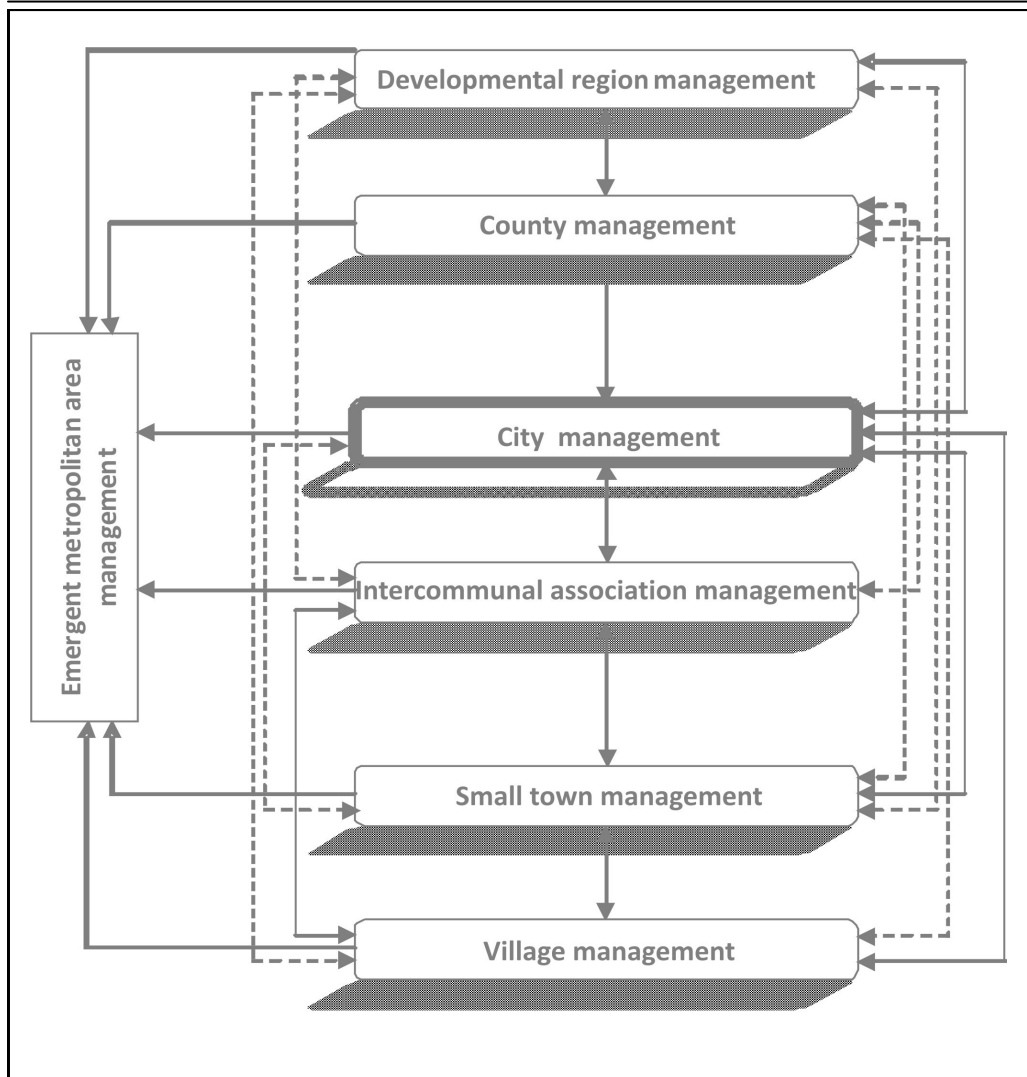 Developmental region management
County management
Emergent metropolitan area
management
City management
Intercommunal association management
Small town management
Village management